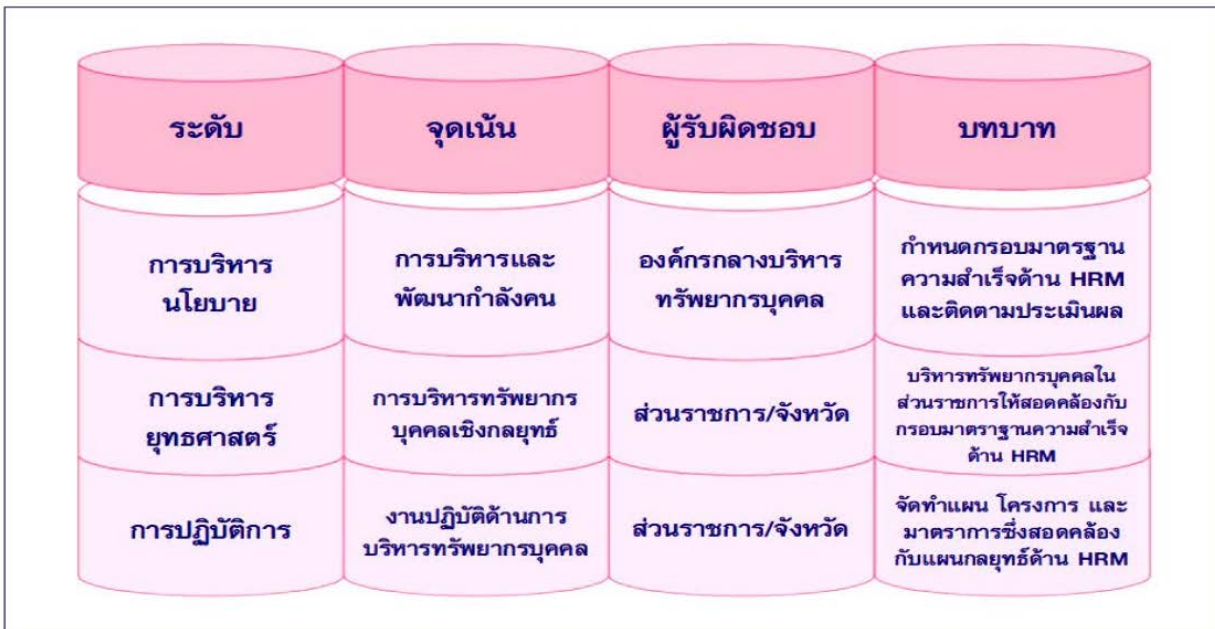 ระดับ
จุดเน้น
ผู้รับผิดชอบ
บทบาท
การบริหาร
นโยบาย
การบริหารและ
พัฒนากำลังคน
องค์กรกลางบริหาร
ทรัพยากรบุคคล
กำหนดกรอบมาตรฐาน
ความสำเร็จด้าน HRM
และติดตามประเมินผล
การบริหาร
ยุทธศาสตร์
การบริหารทรัพยากร
บุคคลเชิงกลยุทธ์
ส่วนราชการ/จังหวัด
บริหารทรัพยากรบุคคลใน
ส่วนราชการให้สอดคล้องกับ
กรอบมาตราฐานความสำเร็จ
ด้าน HRM
การปฏิบัติการ
งานปฏิบัติด้านการ
บริหารทรัพยากรบุคคล
ส่วนราชการ/จังหวัด
จัดทำแผน โครงการ และ
มาตราการซึ่งสอดคล้อง
กับแผนกลยุทธ์ด้าน HRM